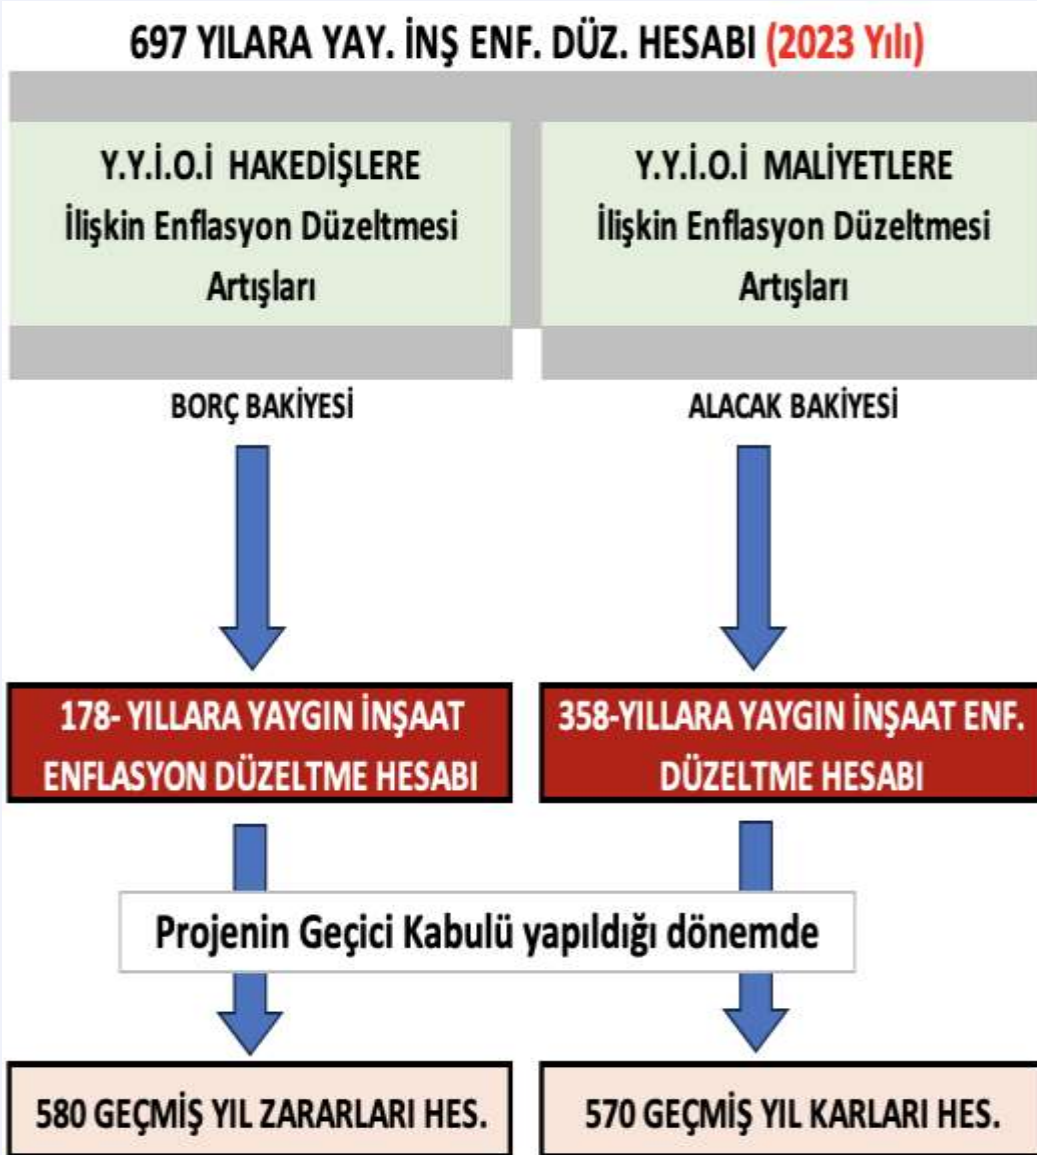 697 YILARA YAY. İNŞ ENF. DÜZ. HESABI (2023 Yılı)
Y.Y.İ.O.İ HAKEDİŞLERE
İlişkin Enflasyon Düzeltmesi
Artışları
Y.Y.İ.O.İ MALİYETLERE
İlişkin Enflasyon Düzeltmesi
Artışları
BORÇ BAKİYESİ
ALACAK BAKİYESİ
178- YILLARA YAYGIN İNŞAAT
ENFLASYON DÜZELTME HESABI
358-YILLARA YAYGIN İNŞAAT ENF.
DÜZELTME HESABI
Projenin Geçici Kabulü yapıldığı dönemde
580 GEÇMİŞ YIL ZARARLARI HES.
570 GEÇMİŞ YIL KARLARI HES.